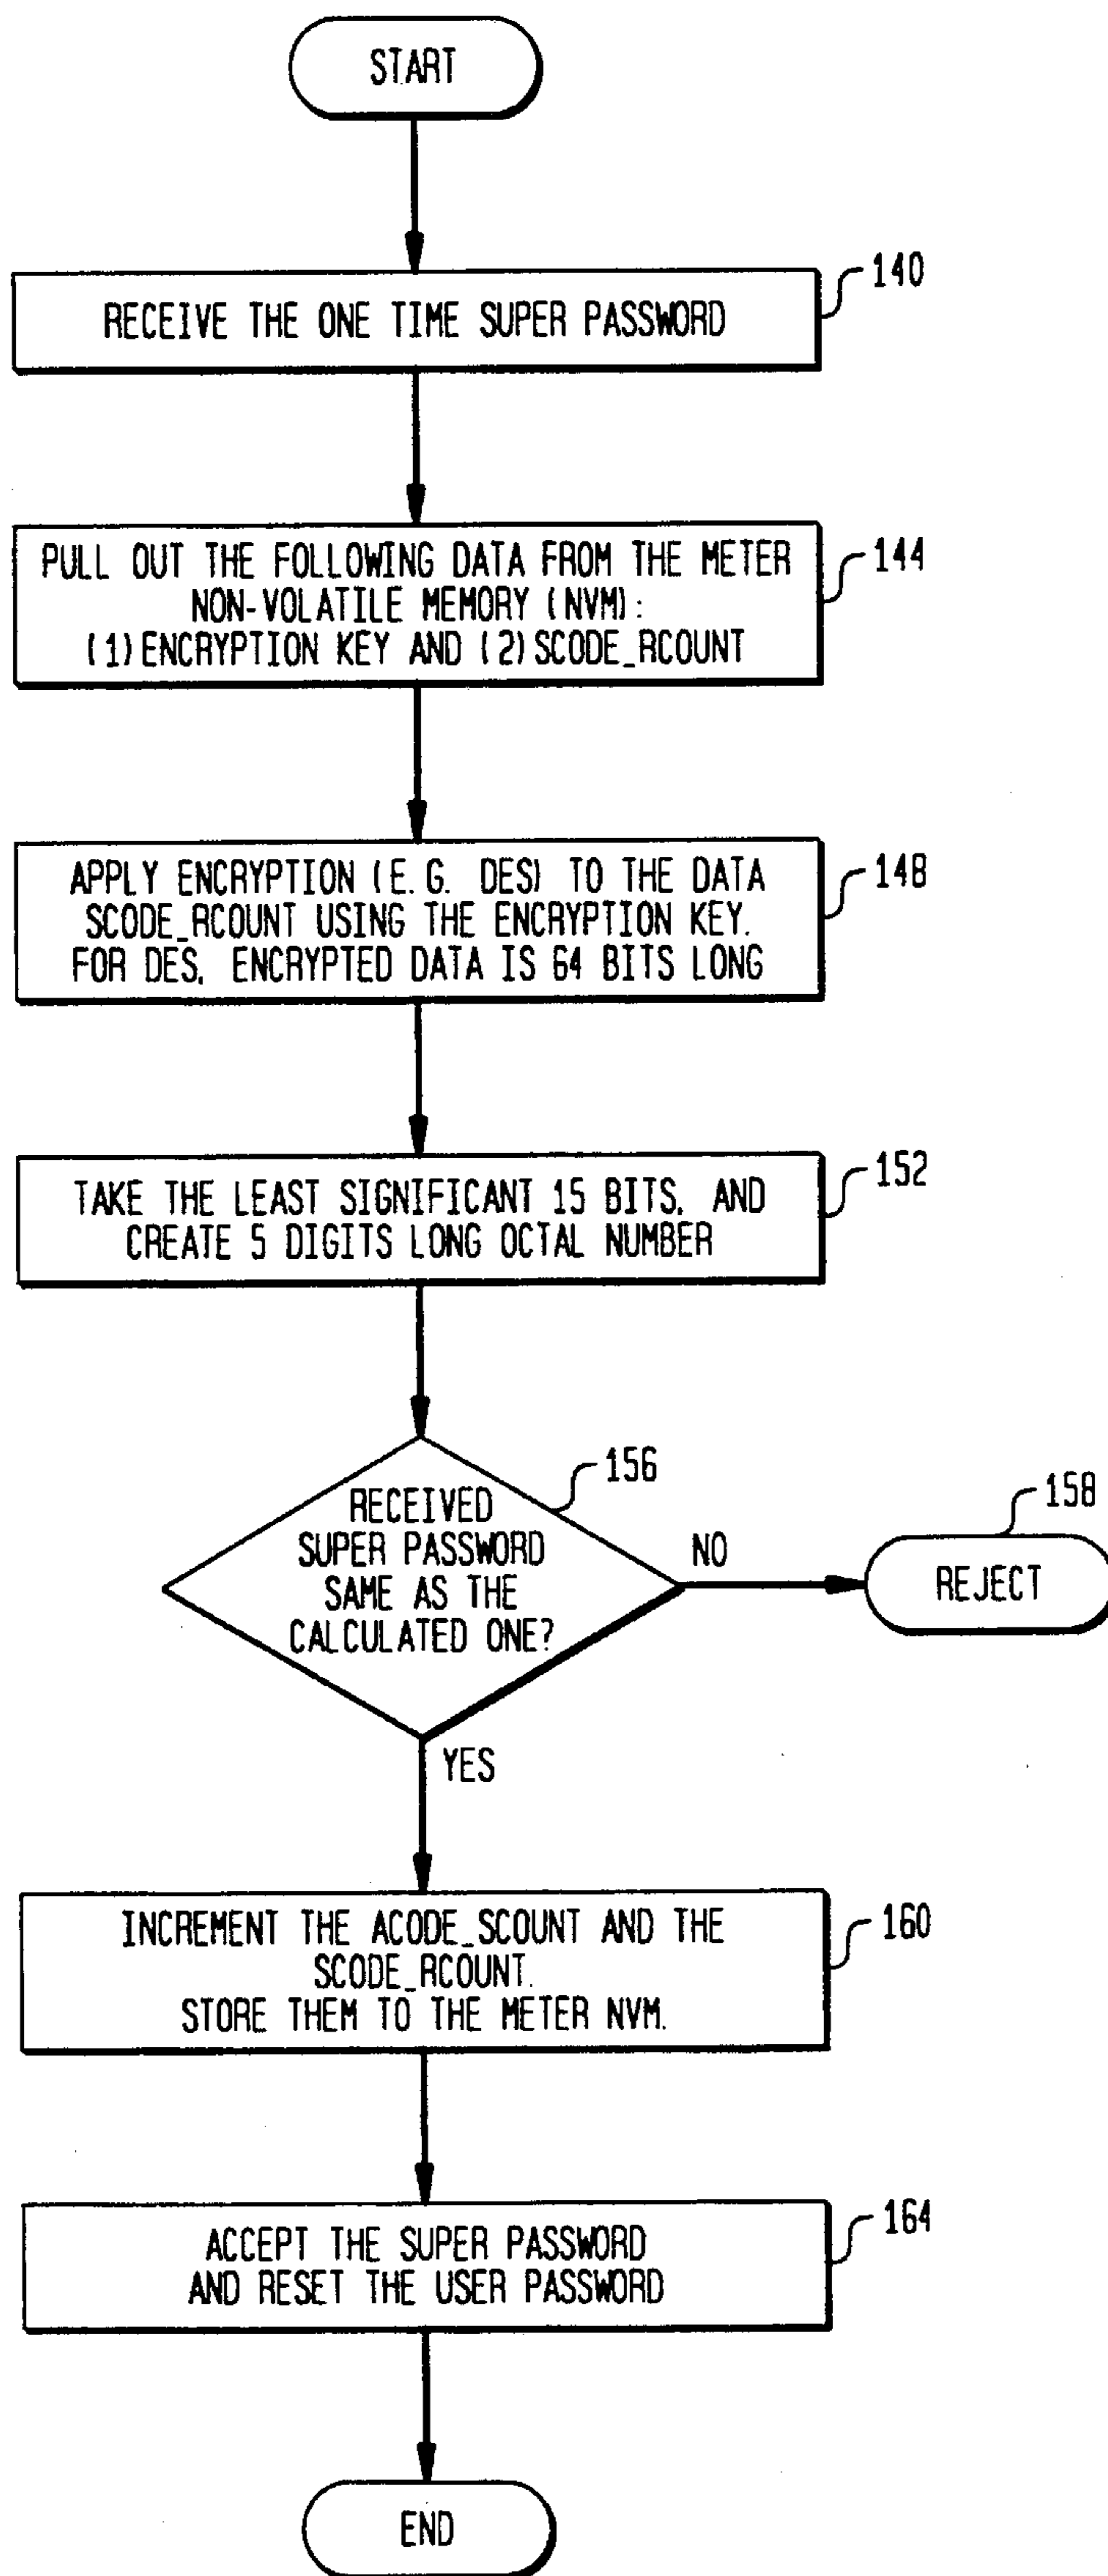 START
RECEIVE THE ONE TIME SUPER PASSWORD
140
PULL OUT THE FOLLOWING DATA FROM THE METER
NON-VOLATILE MEMORY (NVM):
(1) ENCRYPTION KEY AND (2) SCODE_RCOUNT
144
APPLY ENCRYPTION (E.G. DES) TO THE DATA
SCODE_RCOUNT USING THE ENCRYPTION KEY.
FOR DES, ENCRYPTED DATA IS 64 BITS LONG
148
TAKE THE LEAST SIGNIFICANT 15 BITS, AND
CREATE 5 DIGITS LONG OCTAL NUMBER
152
RECEIVED
SUPER PASSWORD
SAME AS THE
CALCULATED ONE?
156
NO
158
REJECT
YES
INCREMENT THE ACODE_SCOUNT AND THE
SCODE_RCOUNT.
STORE THEM TO THE METER NVM.
160
ACCEPT THE SUPER PASSWORD
AND RESET THE USER PASSWORD
164
END